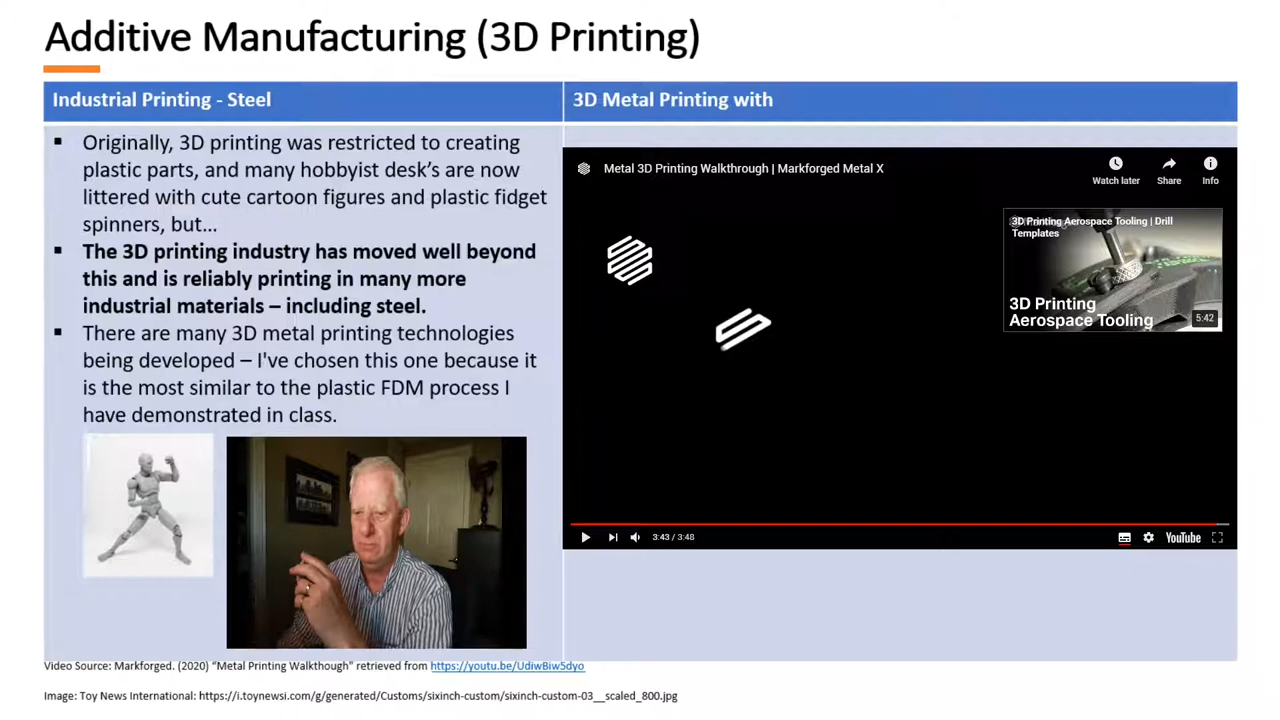 Additive Manufacturing (3D Printing)
Industrial Printing - Steel
▪ Originally, 3D printing was restricted to creating
plastic parts, and many hobbyist desk's are now
littered with cute cartoon figures and plastic fidget
spinners, but…
▪ The 3D printing industry has moved well beyond
this and is reliably printing in many more
industrial materials – including steel.
▪ There are many 3D metal printing technologies
being developed – I've chosen this one because it
is the most similar to the plastic FDM process I
have demonstrated in class.
3D Metal Printing with
Metal 3D Printing Walkthrough | Markforged Metal X
Watch later
Share
Info
3D Printing Aerospace Tooling | Drill
Templates
3D Printing
Aerospace Tooling
5:42
3:43 / 3:48
YouTube
Video Source: Markforged. (2020) "Metal Printing Walkthough" retrieved from https://youtu.be/UdiwBiw5dyo
Image: Toy News International: https://i.toynewsi.com/g/generated/Customs/sixinch-custom/sixinch-custom-03__scaled_800.jpg